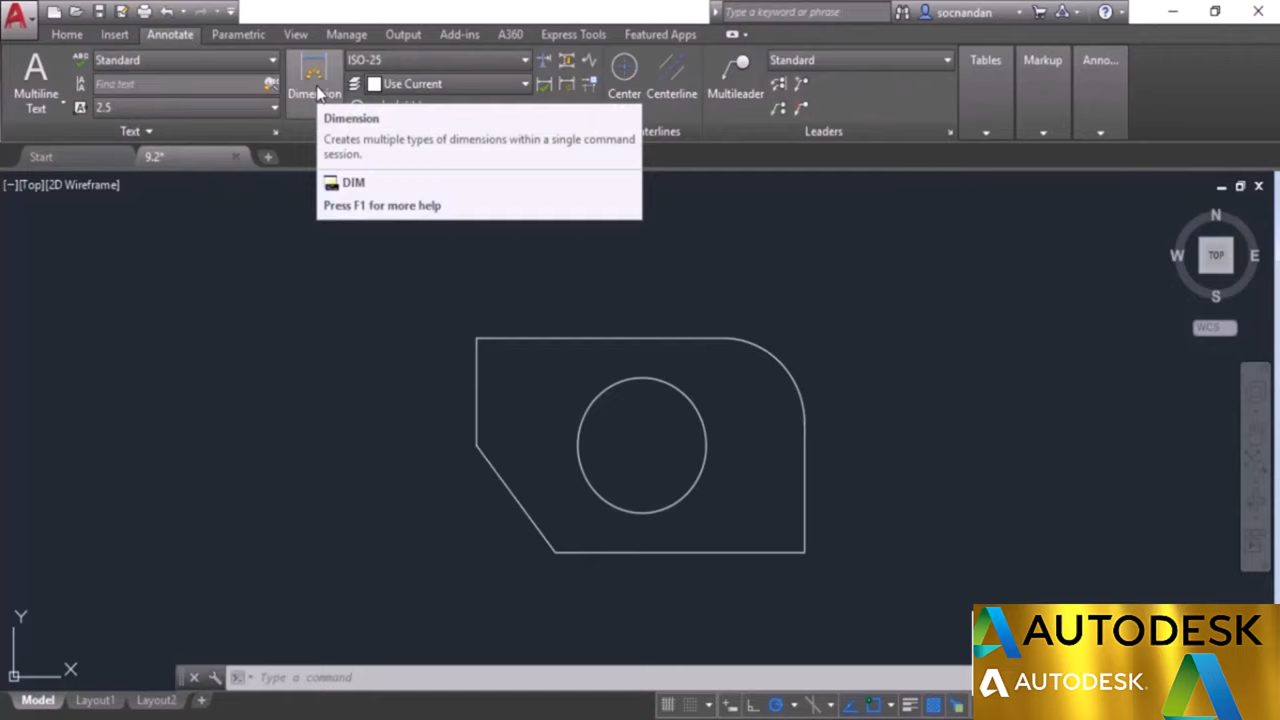 Type a keyword or phrase
socnandan
Home Insert Annotate Parametric View Manage Output Add-ins A360 Express Tools Featured Apps
Standard
ISO-25
Standard
Tables
Markup
Anno...
Find text
Use Current
Multiline
Text
Dimension
Center
Centerline
Multileader
2.5
Text
Leaders
Dimension
Creates multiple types of dimensions within a single command
session.
DIM
Press F1 for more help
Start
9.2*
[−][Top][2D Wireframe]
N
W
TOP
E
S
WCS
Y
X
Type a command
Model Layout1 Layout2
AUTODESK
AUTODESK.